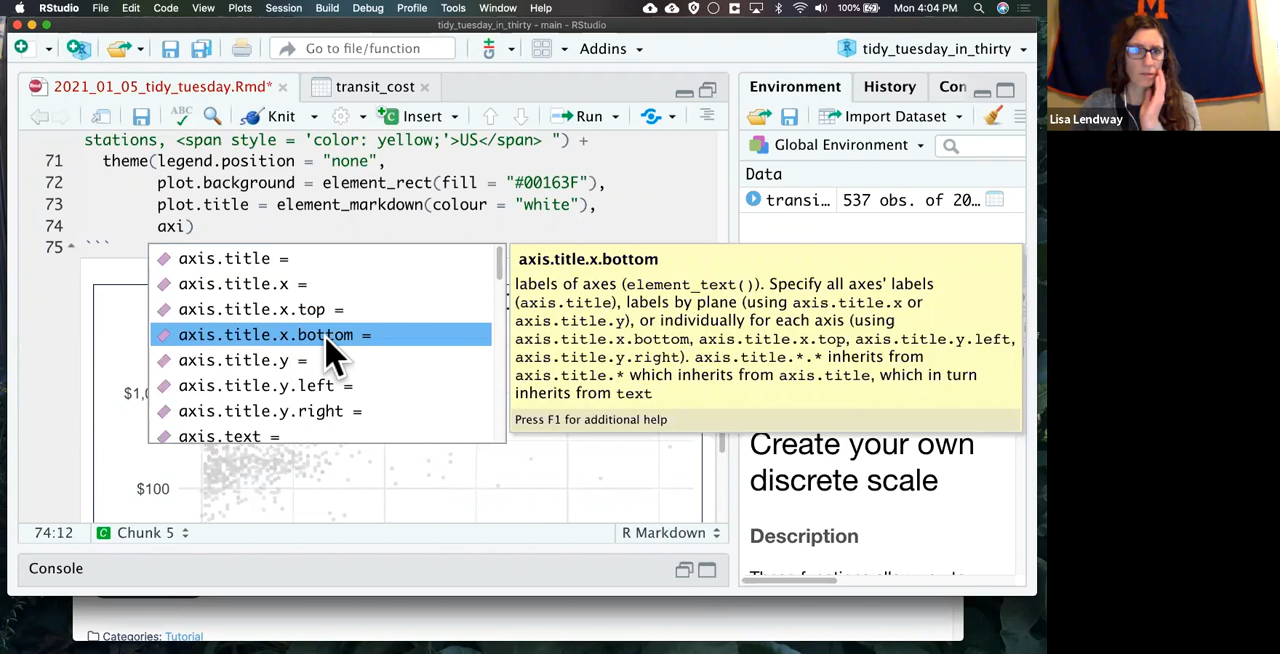 RStudio File Edit Code View Plots Session Build Debug Profile Tools Window Help 100% Mon 4:04 PM
tidy_tuesday_in_thirty - main - RStudio
Go to file/function Addins tidy_tuesday_in_thirty
2021_01_05_tidy_tuesday.Rmd* transit_cost
Environment History Con
ABC Knit Insert Run
Import Dataset
Global Environment
Data
transi… 537 obs. of 20…
stations, <span style = 'color: yellow;'>US</span> ") +
71 theme(legend.position = "none",
72 plot.background = element_rect(fill = "#00163F"),
73 plot.title = element_markdown(colour = "white"),
74 axi)
75 ```
axis.title =
axis.title.x =
axis.title.x.top =
axis.title.x.bottom =
axis.title.y =
axis.title.y.left =
axis.title.y.right =
axis.text =
axis.title.x.bottom
labels of axes (element_text()). Specify all axes' labels
(axis.title), labels by plane (using axis.title.x or
axis.title.y), or individually for each axis (using
axis.title.x.bottom, axis.title.x.top, axis.title.y.left,
axis.title.y.right). axis.title.*.* inherits from
axis.title.* which inherits from axis.title, which in turn
inherits from text
Press F1 for additional help
$1,0
$100
Create your own
discrete scale
Description
74:12 Chunk 5 R Markdown
Console
Categories: Tutorial
Lisa Lendway
M